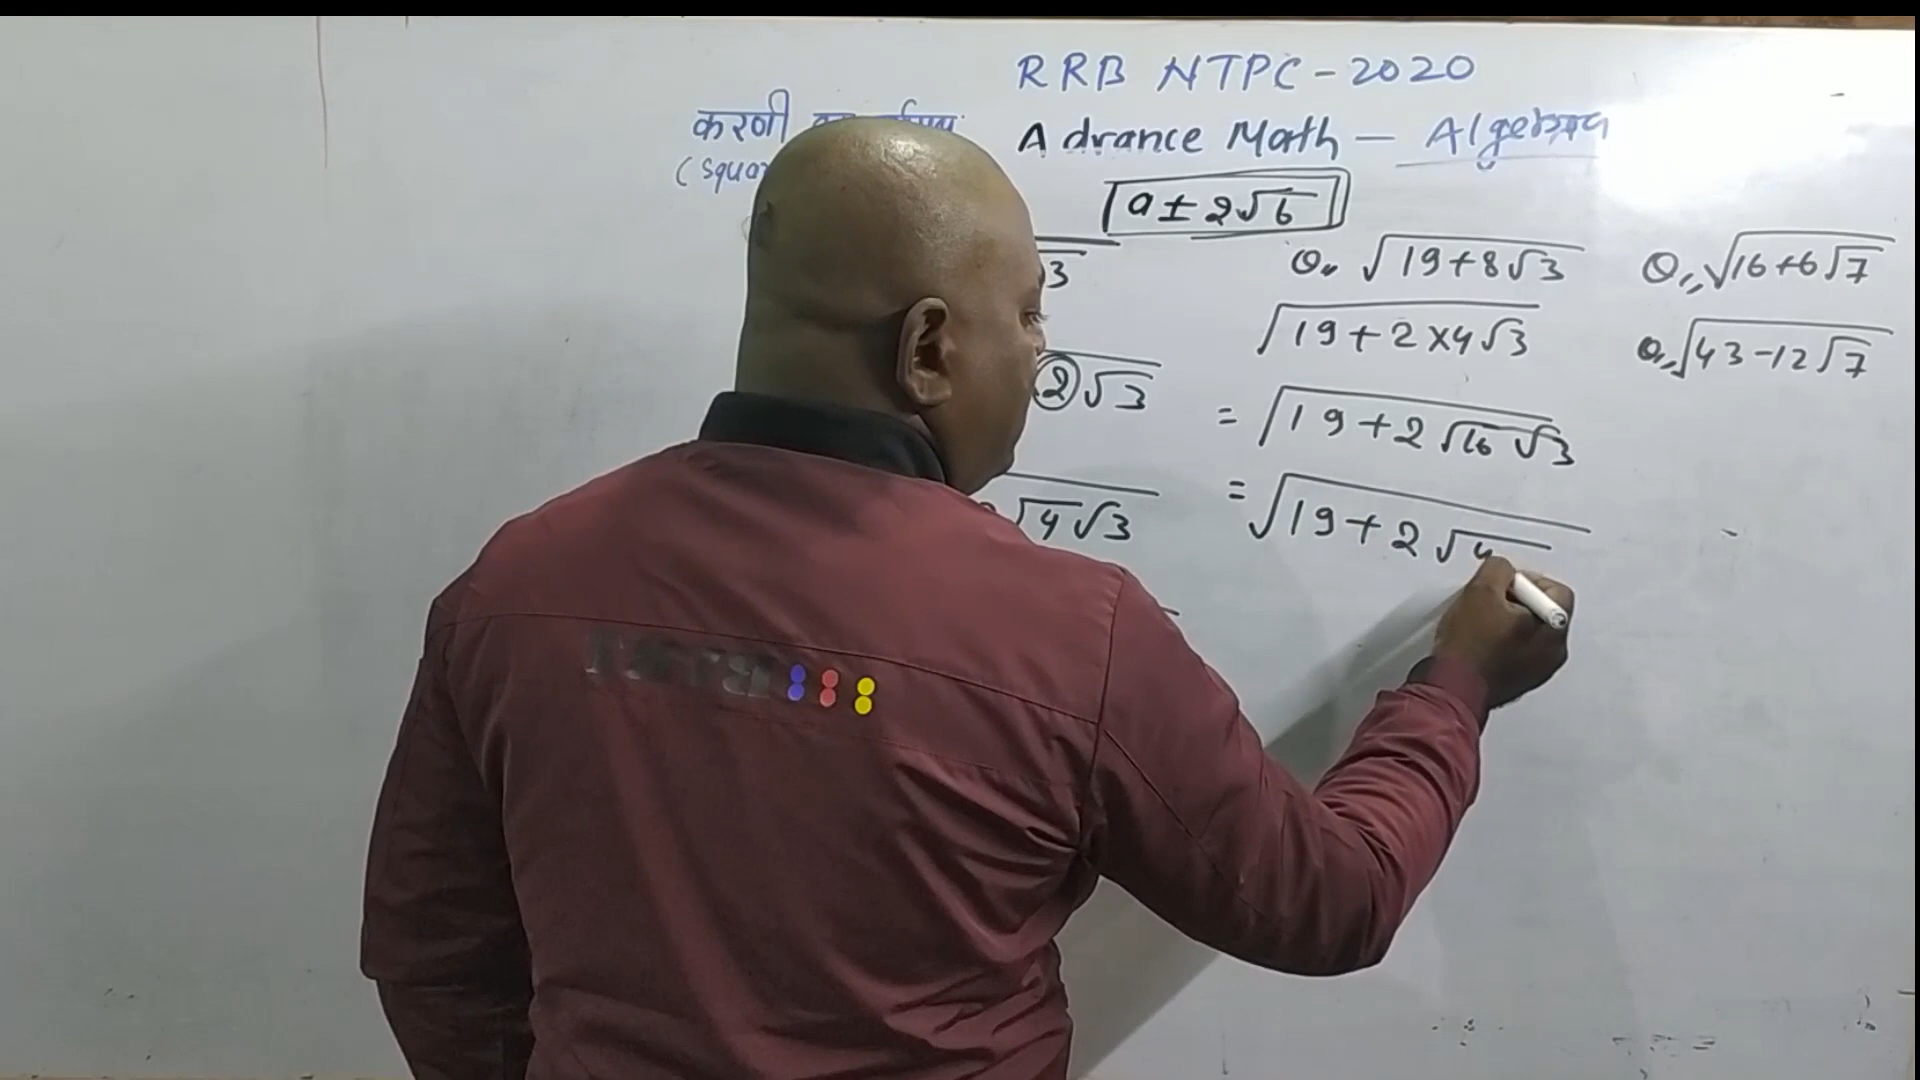 RRB NTPC-2020
करणी
Advance Math - Algebra
(squa
a ± 2√b
√3
Q,, √19+8√3
Q,, √16+6√7
√19+2×4√3
Q,, √43-12√7
2√3
= √19+2√16√3
√4√3
= √19+2√4